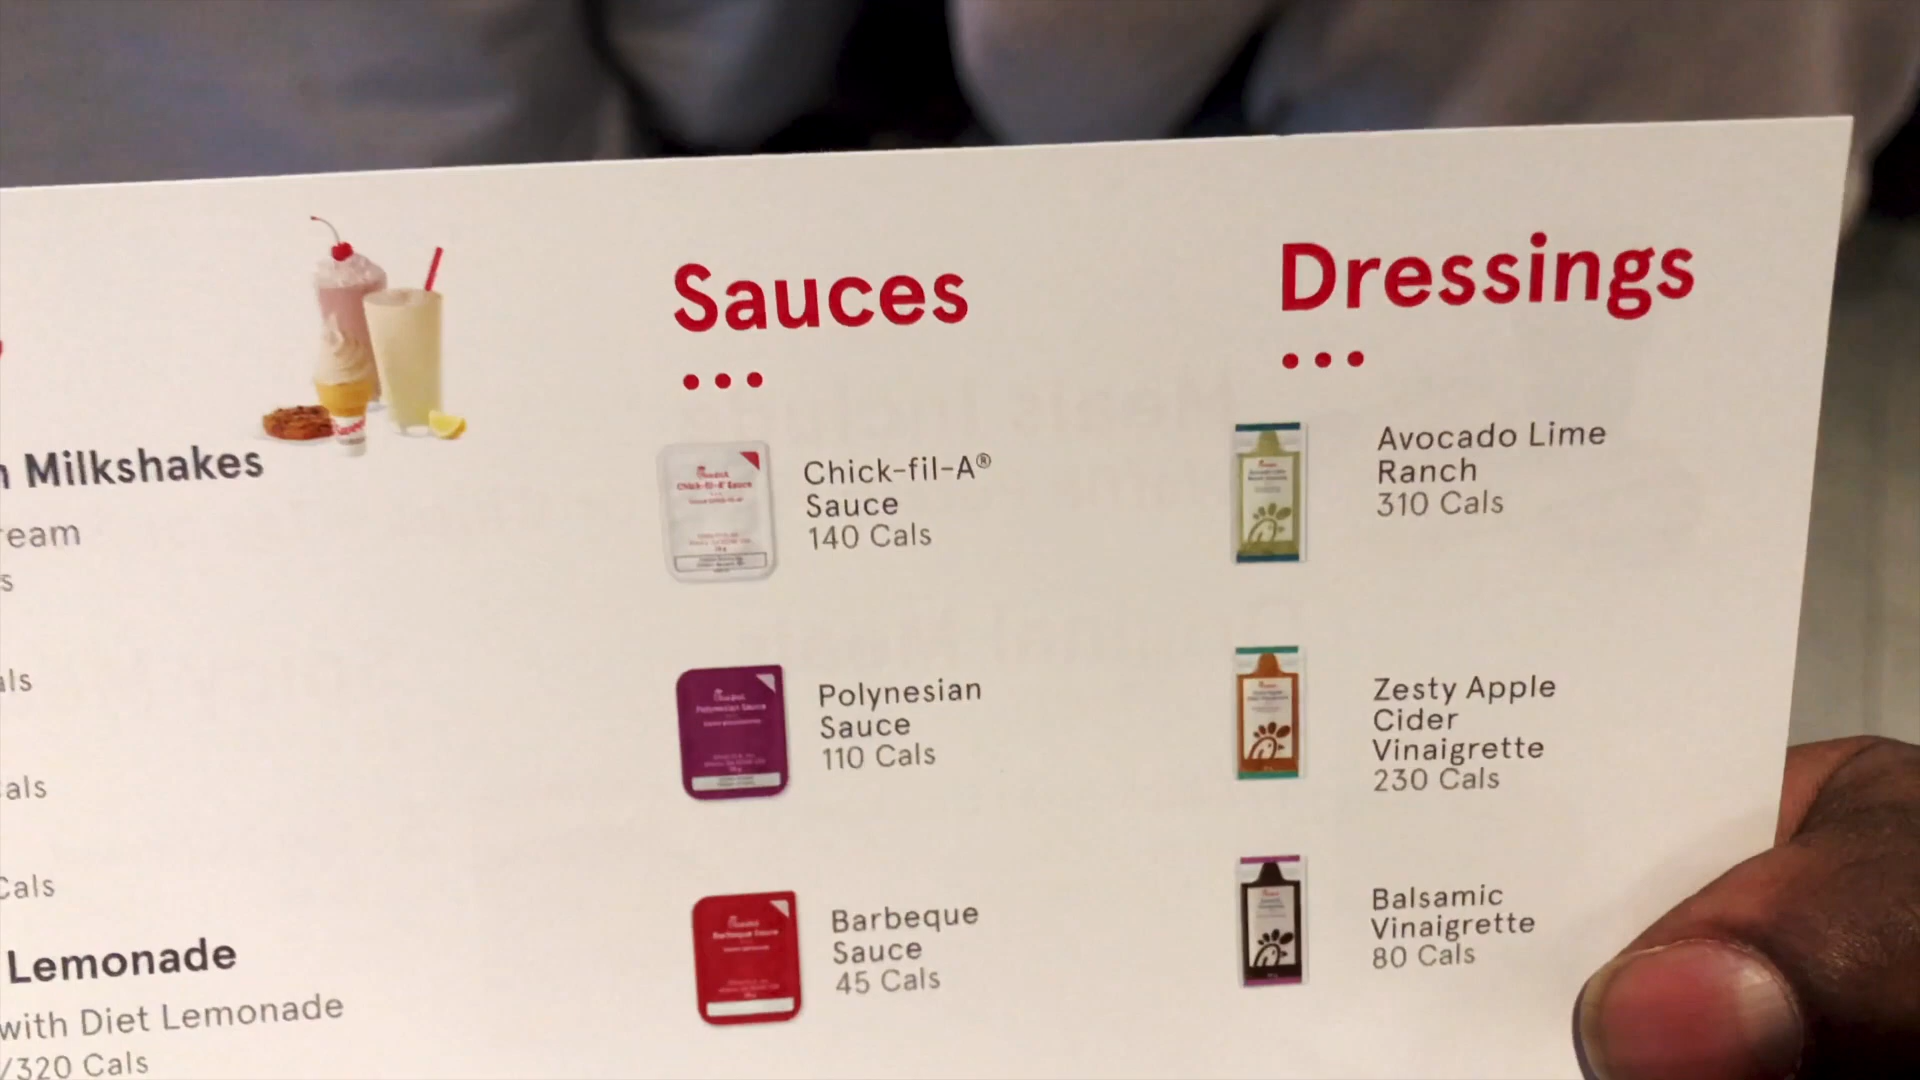 Milkshakes
eam
s
als
als
Cals
Lemonade
with Diet Lemonade
/320 Cals
Sauces
Chick-fil-A®
Sauce
140 Cals
Polynesian
Sauce
110 Cals
Barbeque
Sauce
45 Cals
Dressings
Avocado Lime
Ranch
310 Cals
Zesty Apple
Cider
Vinaigrette
230 Cals
Balsamic
Vinaigrette
80 Cals